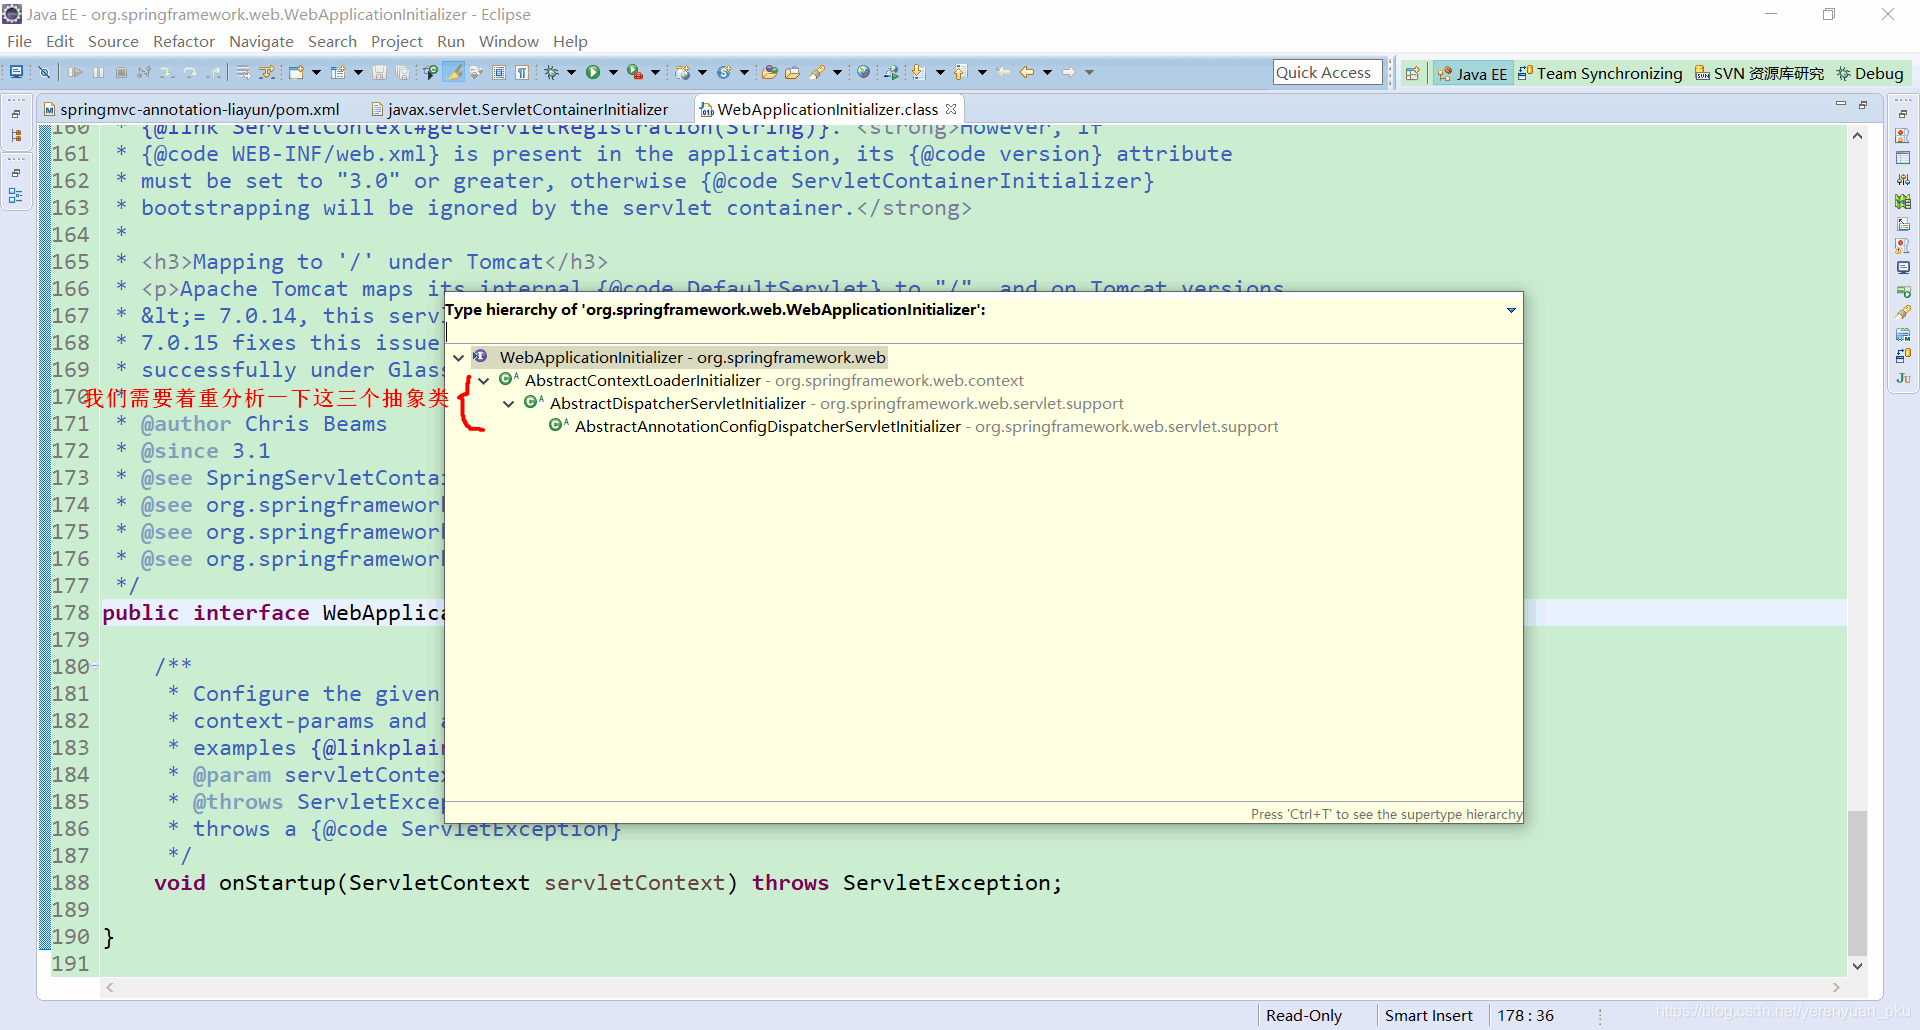 Java EE - org.springframework.web.WebApplicationInitializer - Eclipse
File Edit Source Refactor Navigate Search Project Run Window Help
Quick Access
Java EE
Team Synchronizing
SVN 资源库研究
Debug
springmvc-annotation-liayun/pom.xml
javax.servlet.ServletContainerInitializer
WebApplicationInitializer.class
160 * {@link ServletContext#getServletRegistration(String)}. <strong>However, if
161 * {@code WEB-INF/web.xml} is present in the application, its {@code version} attribute
162 * must be set to "3.0" or greater, otherwise {@code ServletContainerInitializer}
163 * bootstrapping will be ignored by the servlet container.</strong>
164 *
165 * <h3>Mapping to '/' under Tomcat</h3>
166 * <p>Apache Tomcat maps its internal {@code DefaultServlet} to "/", and on Tomcat versions
167 * &lt;= 7.0.14, this serv
168 * 7.0.15 fixes this issue
169 * successfully under Glas
170 *
我们需要着重分析一下这三个抽象类
171 * @author Chris Beams
172 * @since 3.1
173 * @see SpringServletConta
174 * @see org.springframewor
175 * @see org.springframewor
176 * @see org.springframewor
177 */
178 public interface WebApplic
179
180 /**
181 * Configure the given
182 * context-params and
183 * examples {@linkplai
184 * @param servletConte
185 * @throws ServletExce
186 * throws a {@code ServletException}
187 */
188 void onStartup(ServletContext servletContext) throws ServletException;
189
190 }
191
Type hierarchy of 'org.springframework.web.WebApplicationInitializer':
WebApplicationInitializer - org.springframework.web
AbstractContextLoaderInitializer - org.springframework.web.context
AbstractDispatcherServletInitializer - org.springframework.web.servlet.support
AbstractAnnotationConfigDispatcherServletInitializer - org.springframework.web.servlet.support
Press 'Ctrl+T' to see the supertype hierarchy
Read-Only
Smart Insert
178 : 36
https://blog.csdn.net/yerenyuan_pku